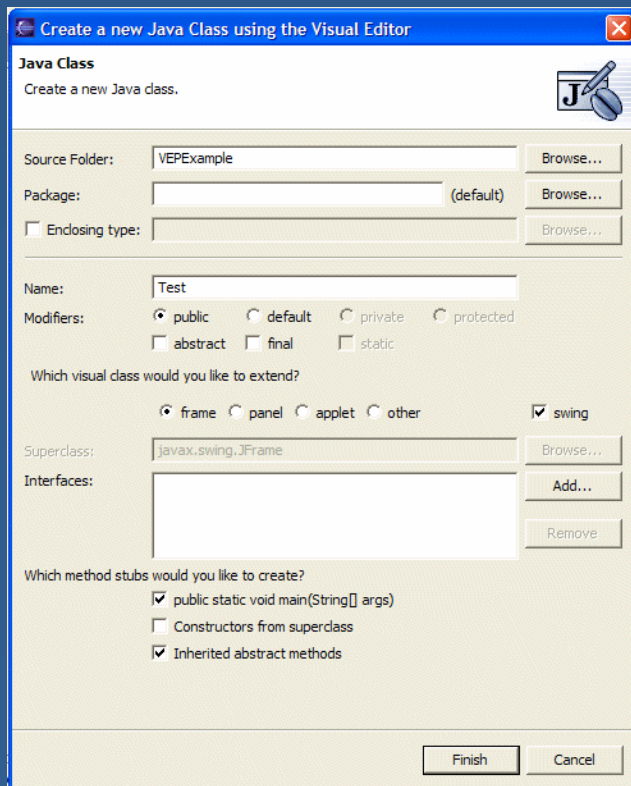 Create a new Java Class using the Visual Editor
Java Class
Create a new Java class.
J
Source Folder: VEPExample Browse...
Package: (default) Browse...
Enclosing type: Browse...
Name: Test
Modifiers: public default private protected
abstract final static
Which visual class would you like to extend?
frame panel applet other swing
Superclass: javax.swing.JFrame Browse...
Interfaces: Add...
Remove
Which method stubs would you like to create?
public static void main(String[] args)
Constructors from superclass
Inherited abstract methods
Finish Cancel